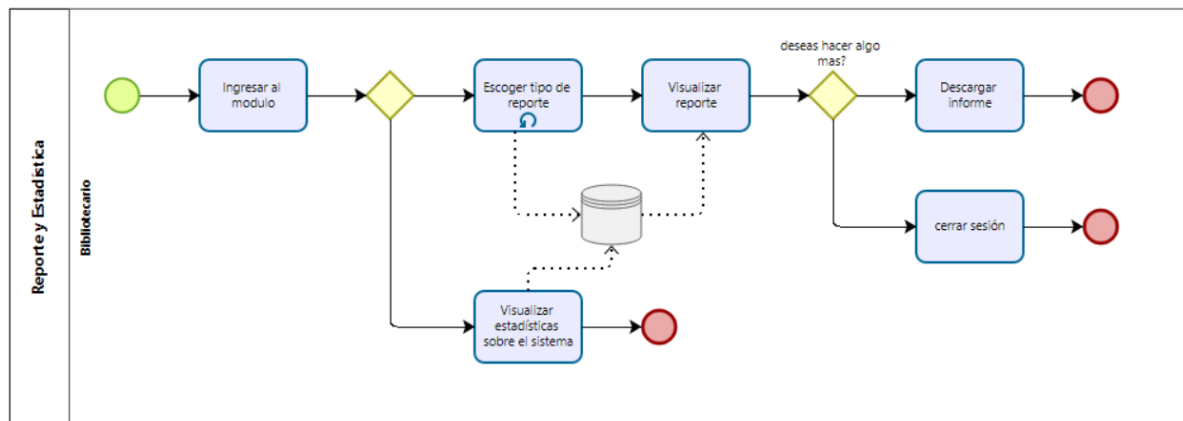 Reporte y Estadística
Bibliotecario
Ingresar al
modulo
Escoger tipo de
reporte
Visualizar
reporte
deseas hacer algo
mas?
Descargar
informe
cerrar sesión
Visualizar
estadísticas
sobre el sistema